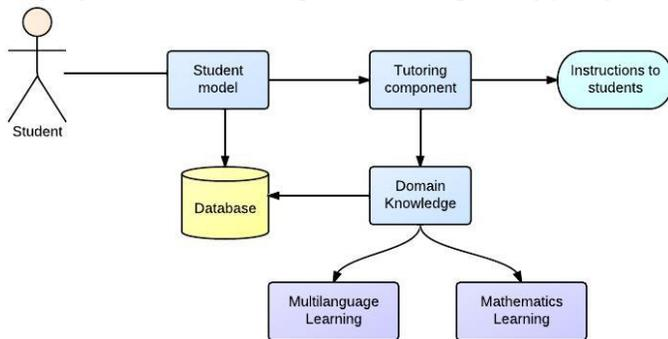 Student
model
Tutoring
component
Instructions to
students
Student
Database
Domain
Knowledge
Multilanguage
Learning
Mathematics
Learning